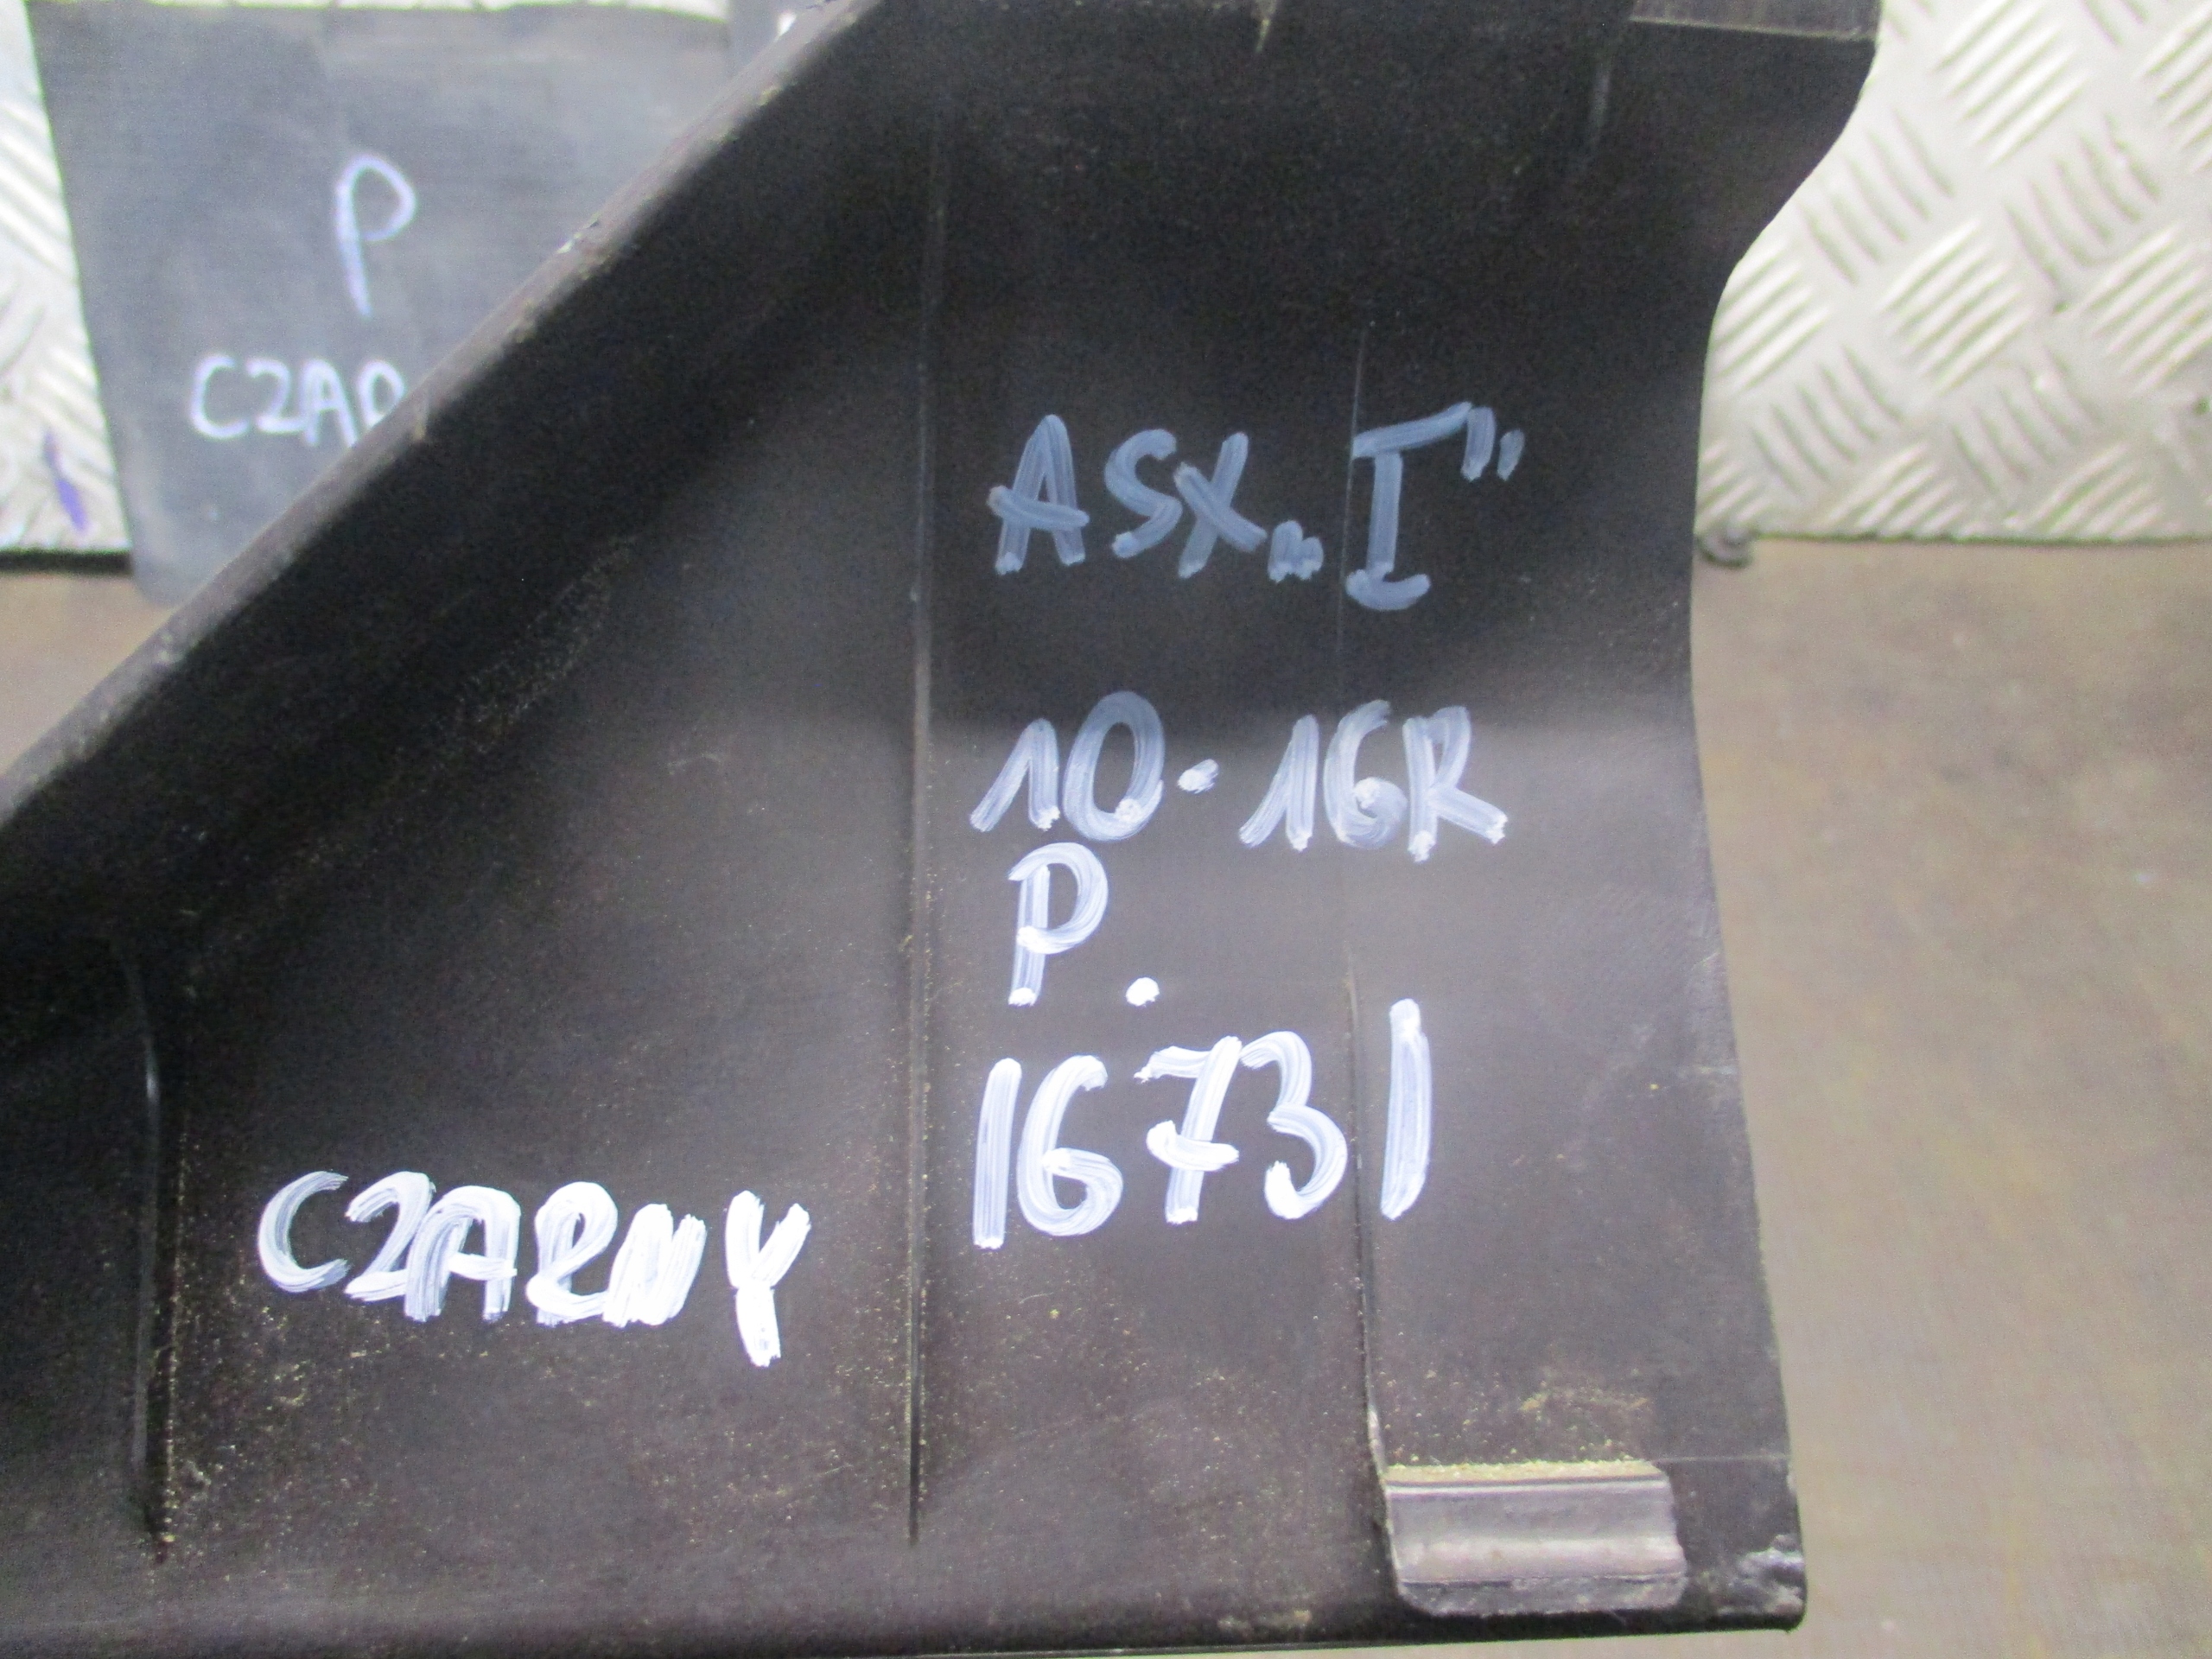 P
CZAR
ASX „I”
10-16R
P.
16731
CZARNY